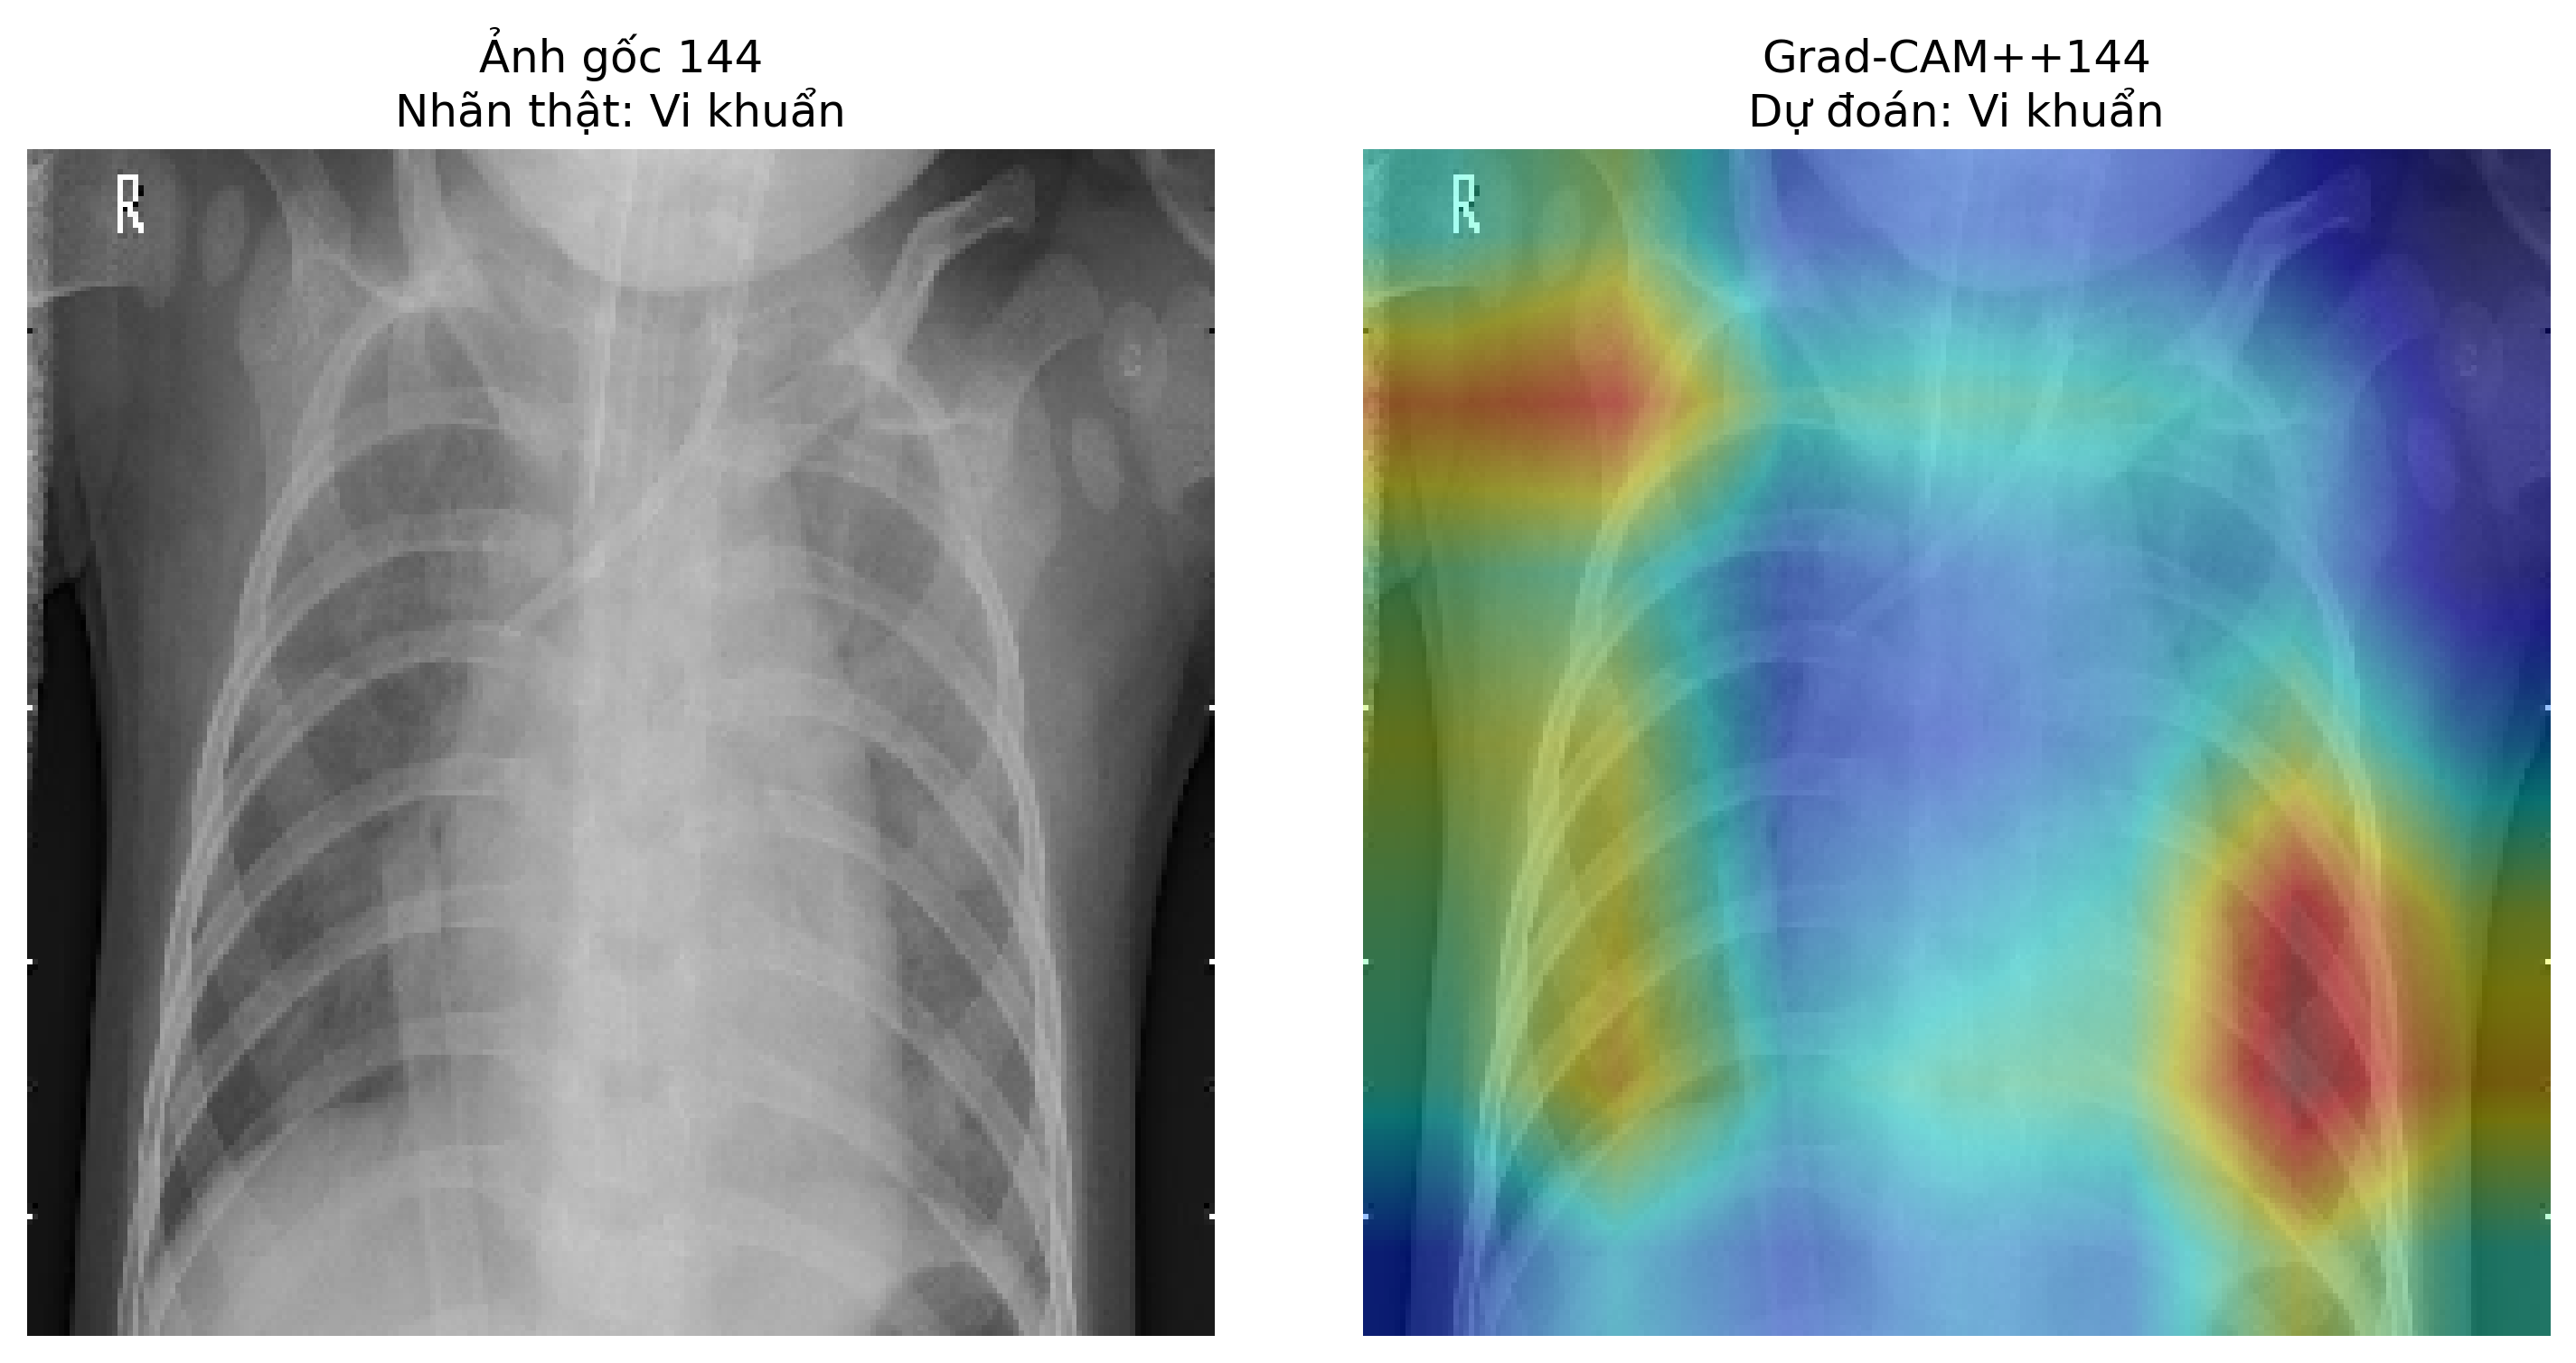 Ảnh gốc 144
Nhãn thật: Vi khuẩn
Grad-CAM++144
Dự đoán: Vi khuẩn
R
R